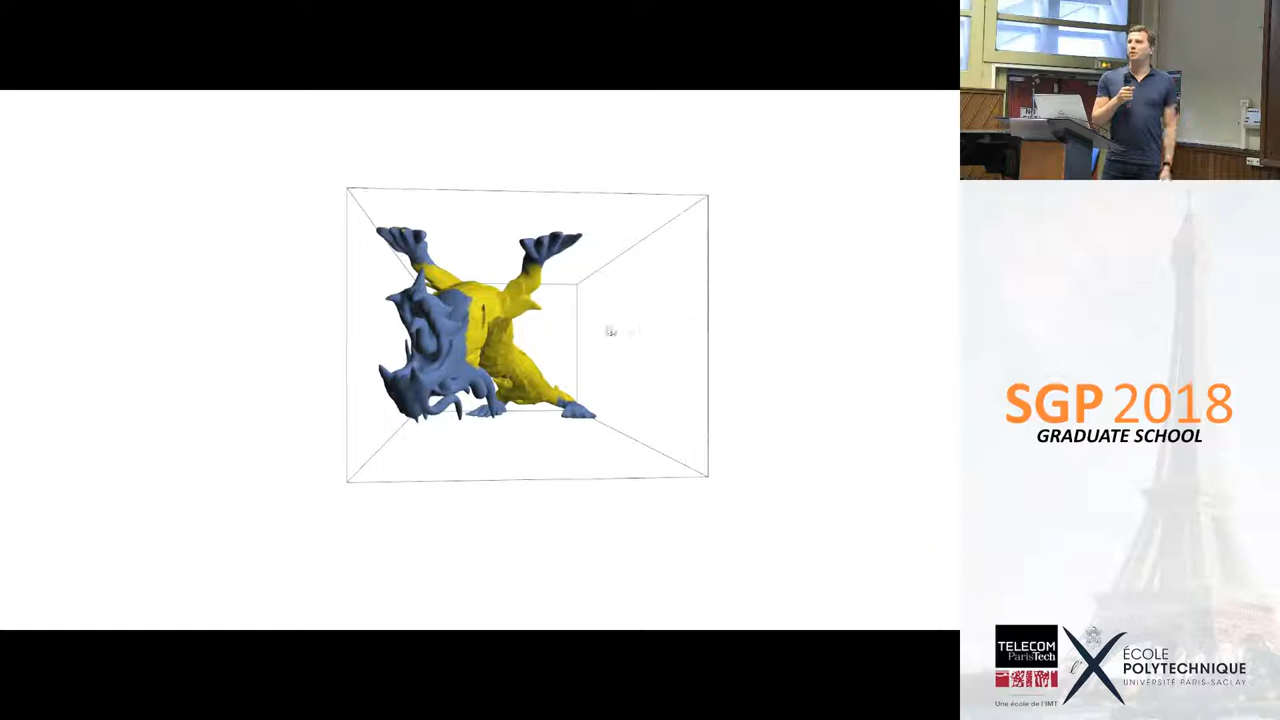 SGP 2018
GRADUATE SCHOOL
TELECOM
ParisTech
Une école de l'IMT
ÉCOLE
POLYTECHNIQUE
UNIVERSITÉ PARIS-SACLAY